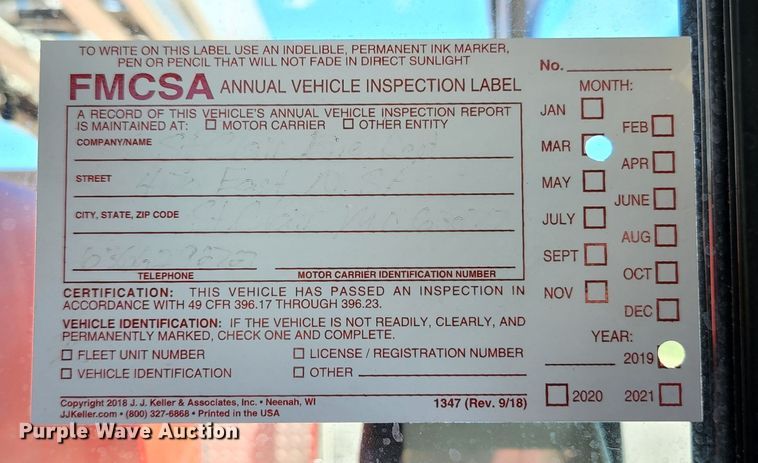 TO WRITE ON THIS LABEL USE AN INDELIBLE, PERMANENT INK MARKER,
PEN OR PENCIL THAT WILL NOT FADE IN DIRECT SUNLIGHT
FMCSA ANNUAL VEHICLE INSPECTION LABEL
A RECORD OF THIS VEHICLE'S ANNUAL VEHICLE INSPECTION REPORT
IS MAINTAINED AT: MOTOR CARRIER OTHER ENTITY
COMPANY/NAME
STREET
East St
CITY, STATE, ZIP CODE
TELEPHONE MOTOR CARRIER IDENTIFICATION NUMBER
CERTIFICATION: THIS VEHICLE HAS PASSED AN INSPECTION IN
ACCORDANCE WITH 49 CFR 396.17 THROUGH 396.23.
VEHICLE IDENTIFICATION: IF THE VEHICLE IS NOT READILY, CLEARLY, AND
PERMANENTLY MARKED, CHECK ONE AND COMPLETE.
FLEET UNIT NUMBER LICENSE / REGISTRATION NUMBER
VEHICLE IDENTIFICATION OTHER
Copyright 2018 J. J. Keller & Associates, Inc. • Neenah, WI
JJKeller.com • (800) 327-6868 • Printed in the USA
1347 (Rev. 9/18)
No.
MONTH:
JAN
FEB
MAR
APR
MAY
JUNE
JULY
AUG
SEPT
OCT
NOV
DEC
YEAR:
2019
2020 2021
Purple Wave Auction